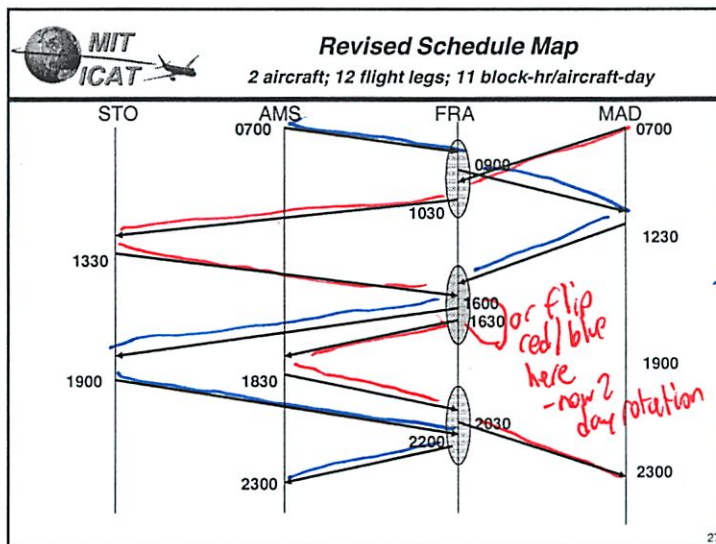 MIT
ICAT
Revised Schedule Map
2 aircraft; 12 flight legs; 11 block-hr/aircraft-day
STO AMS FRA MAD
0700 0700
0900
1030
1230
1330
1600
1630
or flip
red/blue
here
- now 2
day rotation
1900 1830 1900
2030
2200
2300 2300
27